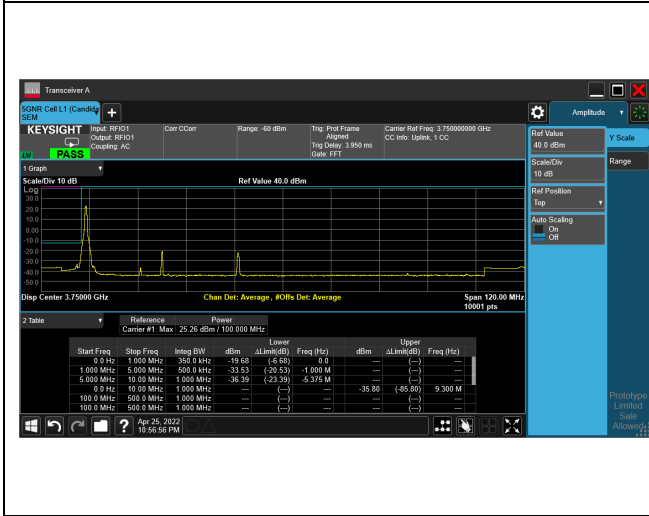 Transceiver A
5GNR Cell L1 (Candida
SEM
Amplitude
KEYSIGHT
Input: RFIO1
Output: RFIO1
Coupling: AC
Corr CCorr
Range: -60 dBm
Trig: Prot Frame
Aligned
Trig Delay: 3.950 ms
Gate: FFT
Carrier Ref Freq: 3.750000000 GHz
CC Info: Uplink, 1 CC
LXI
PASS
1 Graph
Scale/Div 10 dB
Ref Value 40.0 dBm
Log
30.0
20.0
10.0
0.00
-10.0
-20.0
-30.0
-40.0
-50.0
Disp Center 3.75000 GHz
Chan Det: Average , #Offs Det: Average
Span 120.00 MHz
10001 pts
2 Table
Reference Power
Carrier #1: Max 25.26 dBm / 100.000 MHz
Lower Upper
Start Freq Stop Freq Integ BW dBm ΔLimit(dB) Freq (Hz) dBm ΔLimit(dB) Freq (Hz)
0.0 Hz 1.000 MHz 350.0 kHz -19.68 (-6.68) 0.0 --- (---) ---
1.000 MHz 5.000 MHz 500.0 kHz -33.53 (-20.53) -1.000 M --- (---) ---
5.000 MHz 10.00 MHz 1.000 MHz -36.39 (-23.39) -5.375 M --- (---) ---
0.0 Hz 10.00 MHz 1.000 MHz --- (---) --- -35.80 (-85.80) 9.300 M
100.0 MHz 500.0 MHz 1.000 MHz --- (---) --- --- (---) ---
100.0 MHz 500.0 MHz 1.000 MHz --- (---) --- --- (---) ---
Ref Value
40.0 dBm
Scale/Div
10 dB
Ref Position
Top
Auto Scaling
On
Off
Y Scale
Range
Prototype
Limited
Sale
Allowed
?
Apr 25, 2022
10:56:56 PM